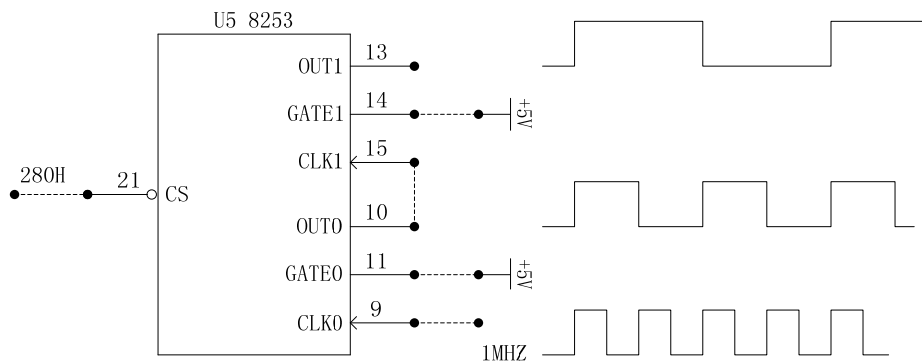 U5 8253
OUT1 13
GATE1 14 +5V
CLK1 15
280H 21 CS
OUT0 10
GATE0 11 +5V
CLK0 9
1MHZ